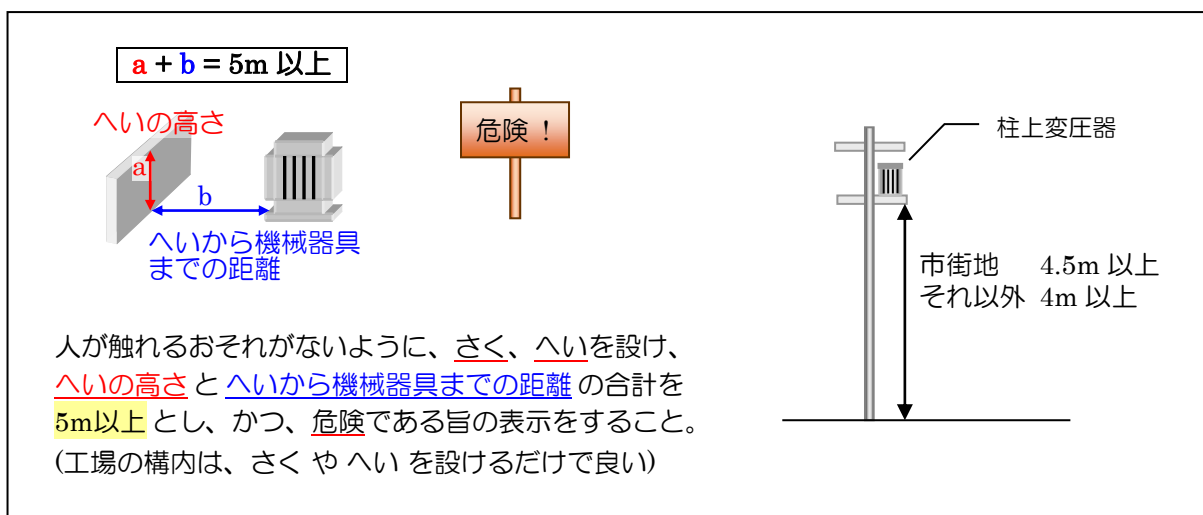 a + b = 5m 以上
へいの高さ
a
b
へいから機械器具
までの距離
危険！
柱上変圧器
市街地 4.5m 以上
それ以外 4m 以上
人が触れるおそれがないように、さく、へいを設け、
へいの高さ と へいから機械器具までの距離 の合計を
5m以上 とし、かつ、危険である旨の表示をすること。
(工場の構内は、さく や へい を設けるだけで良い)